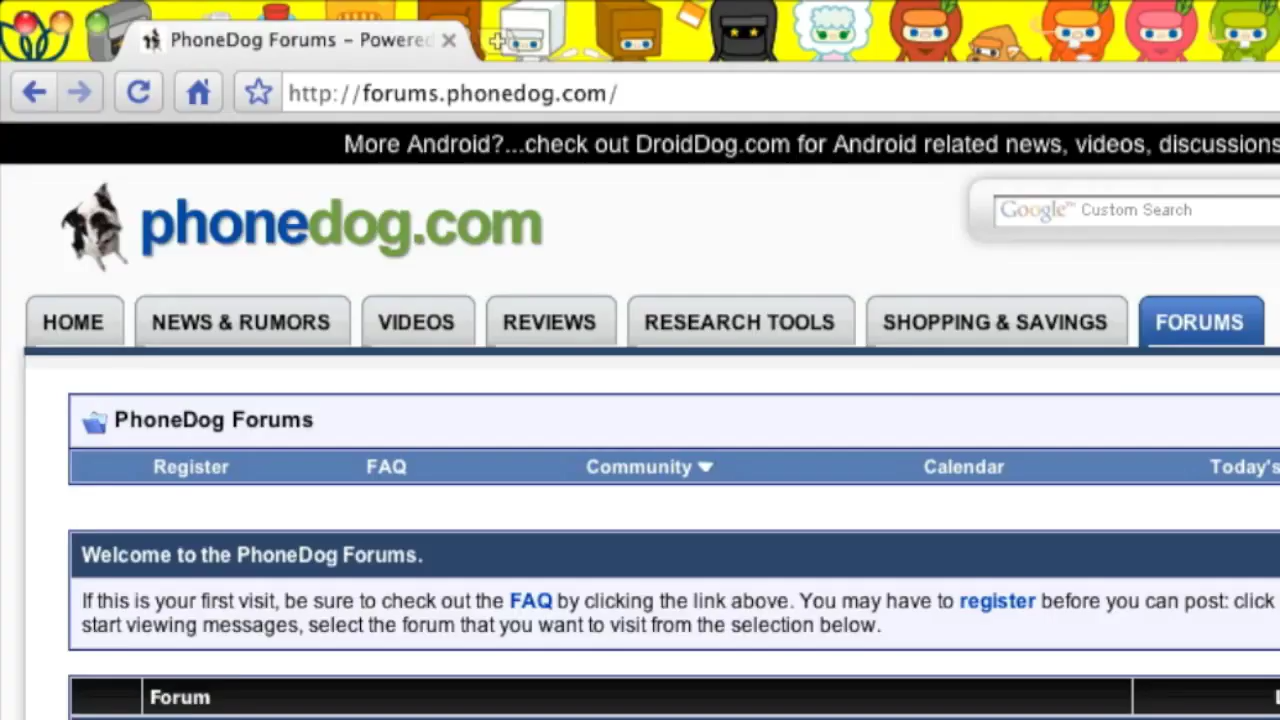 PhoneDog Forums – Powered
http://forums.phonedog.com/
More Android?...check out DroidDog.com for Android related news, videos, discussions
phonedog.com
Google™ Custom Search
HOME NEWS & RUMORS VIDEOS REVIEWS RESEARCH TOOLS SHOPPING & SAVINGS FORUMS
PhoneDog Forums
Register FAQ Community Calendar Today's
Welcome to the PhoneDog Forums.
If this is your first visit, be sure to check out the FAQ by clicking the link above. You may have to register before you can post: click
start viewing messages, select the forum that you want to visit from the selection below.
Forum